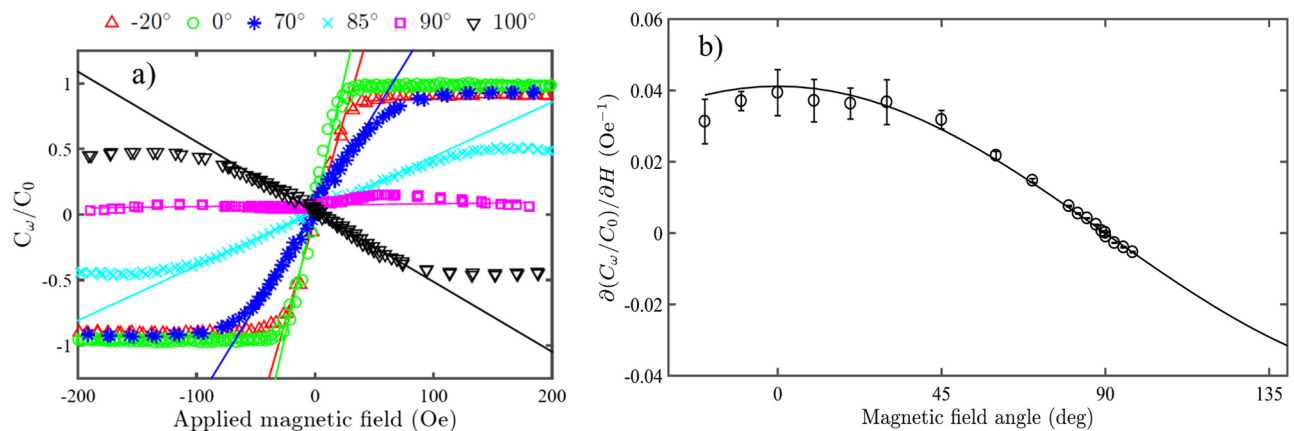 -20° 0° 70° 85° 90° 100°
a)
1
0.5
0
-0.5
-1
C_ω/C_0
-200 -100 0 100 200
Applied magnetic field (Oe)
b)
0.06
0.04
0.02
0
-0.02
-0.04
∂(C_ω/C_0)/∂H (Oe⁻¹)
0 45 90 135
Magnetic field angle (deg)